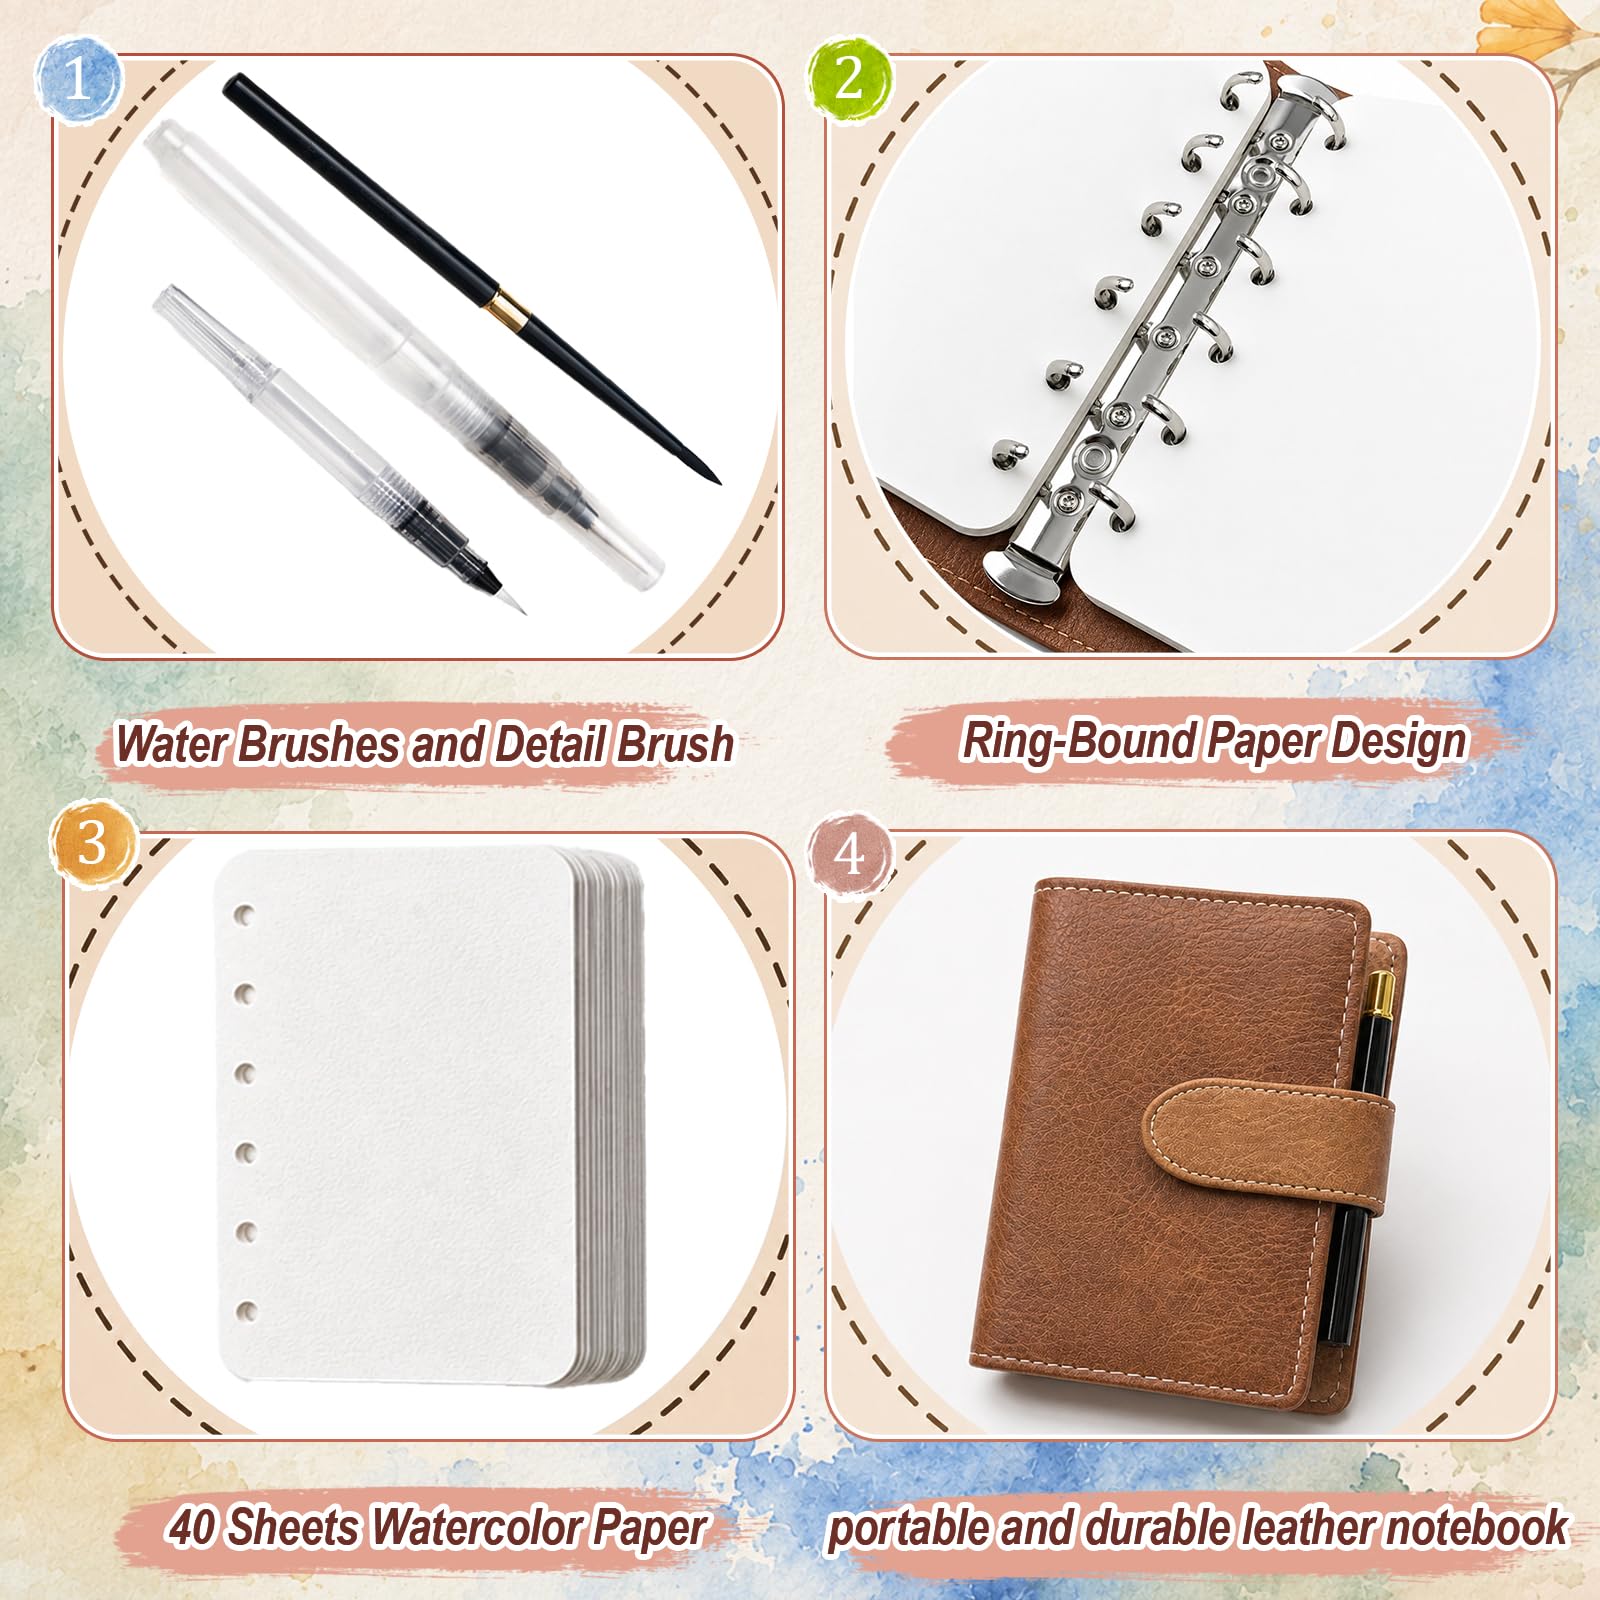 1
2
Water Brushes and Detail Brush
Ring-Bound Paper Design
3
4
40 Sheets Watercolor Paper
portable and durable leather notebook